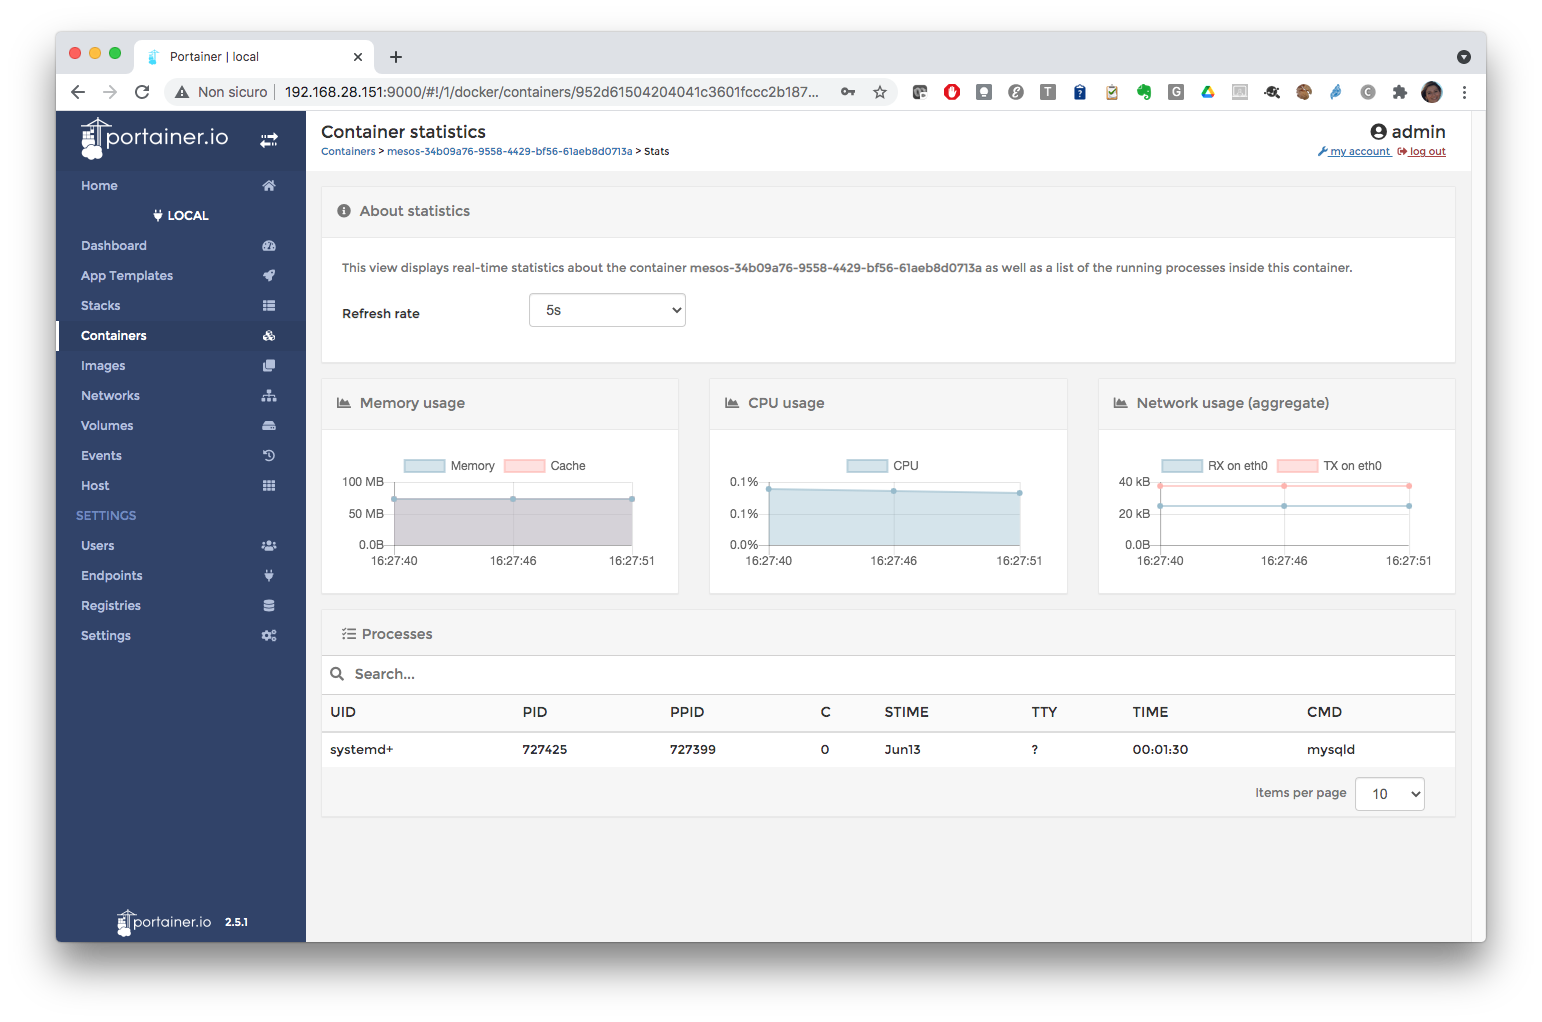 Portainer | local
Non sicuro 192.168.28.151:9000/#!/1/docker/containers/952d61504204041c3601fccc2b187...
portainer.io
Home
LOCAL
Dashboard
App Templates
Stacks
Containers
Images
Networks
Volumes
Events
Host
SETTINGS
Users
Endpoints
Registries
Settings
portainer.io 2.5.1
Container statistics
admin
Containers > mesos-34b09a76-9558-4429-bf56-61aeb8d0713a > Stats
my account log out
About statistics
This view displays real-time statistics about the container mesos-34b09a76-9558-4429-bf56-61aeb8d0713a as well as a list of the running processes inside this container.
Refresh rate 5s
Memory usage
Memory Cache
100 MB
50 MB
0.0B
16:27:40 16:27:46 16:27:51
CPU usage
CPU
0.1%
0.1%
0.0%
16:27:40 16:27:46 16:27:51
Network usage (aggregate)
RX on eth0 TX on eth0
40 kB
20 kB
0.0B
16:27:40 16:27:46 16:27:51
Processes
Search...
UID PID PPID C STIME TTY TIME CMD
systemd+ 727425 727399 0 Jun13 ? 00:01:30 mysqld
Items per page 10